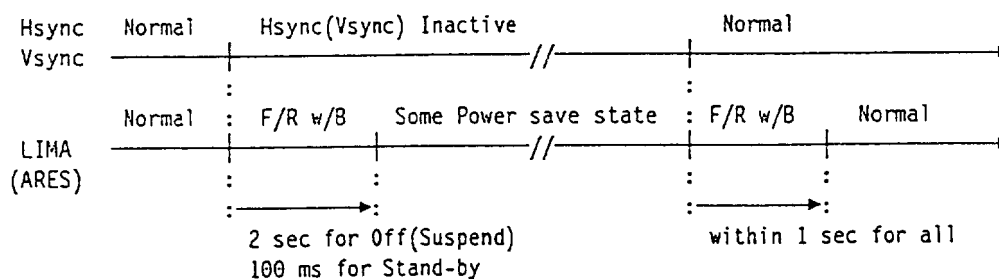 Hsync Normal Hsync(Vsync) Inactive Normal
Vsync
Normal F/R w/B Some Power save state F/R w/B Normal
LIMA
(ARES)
2 sec for Off(Suspend) within 1 sec for all
100 ms for Stand-by